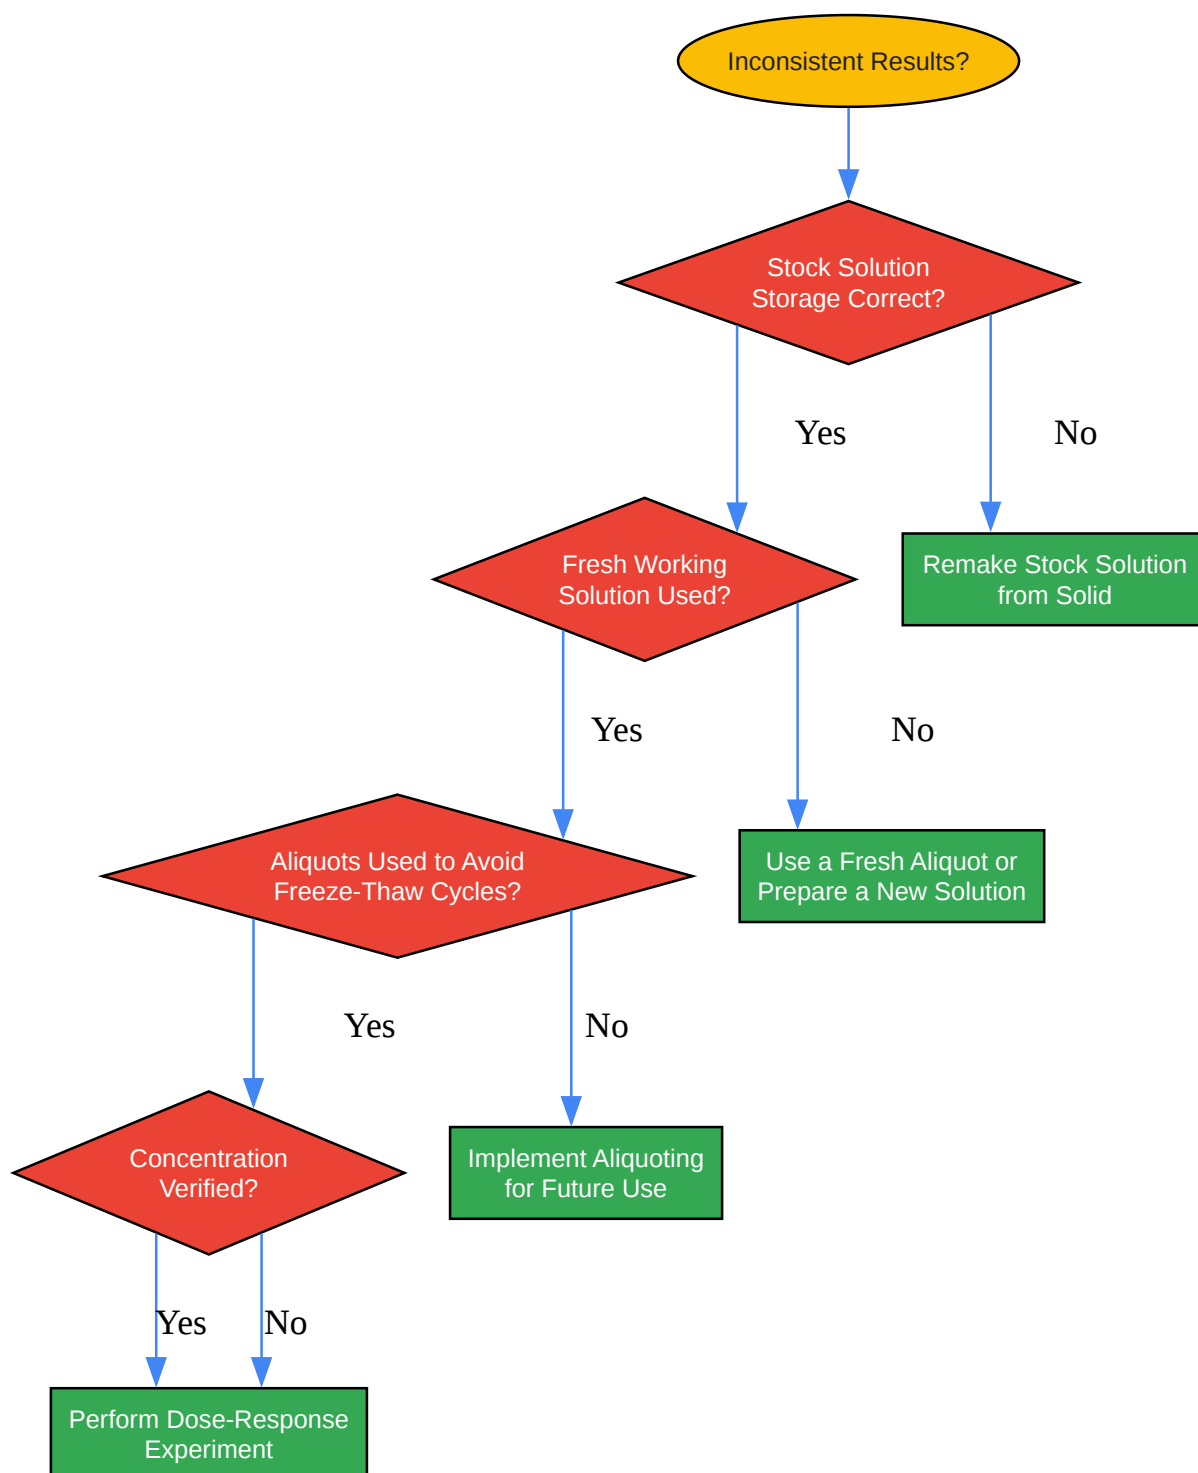 Inconsistent Results?
Stock Solution
Storage Correct?
Yes
No
Fresh Working
Solution Used?
Remake Stock Solution
from Solid
Yes
No
Aliquots Used to Avoid
Freeze-Thaw Cycles?
Use a Fresh Aliquot or
Prepare a New Solution
Yes
No
Concentration
Verified?
Implement Aliquoting
for Future Use
Yes
No
Perform Dose-Response
Experiment